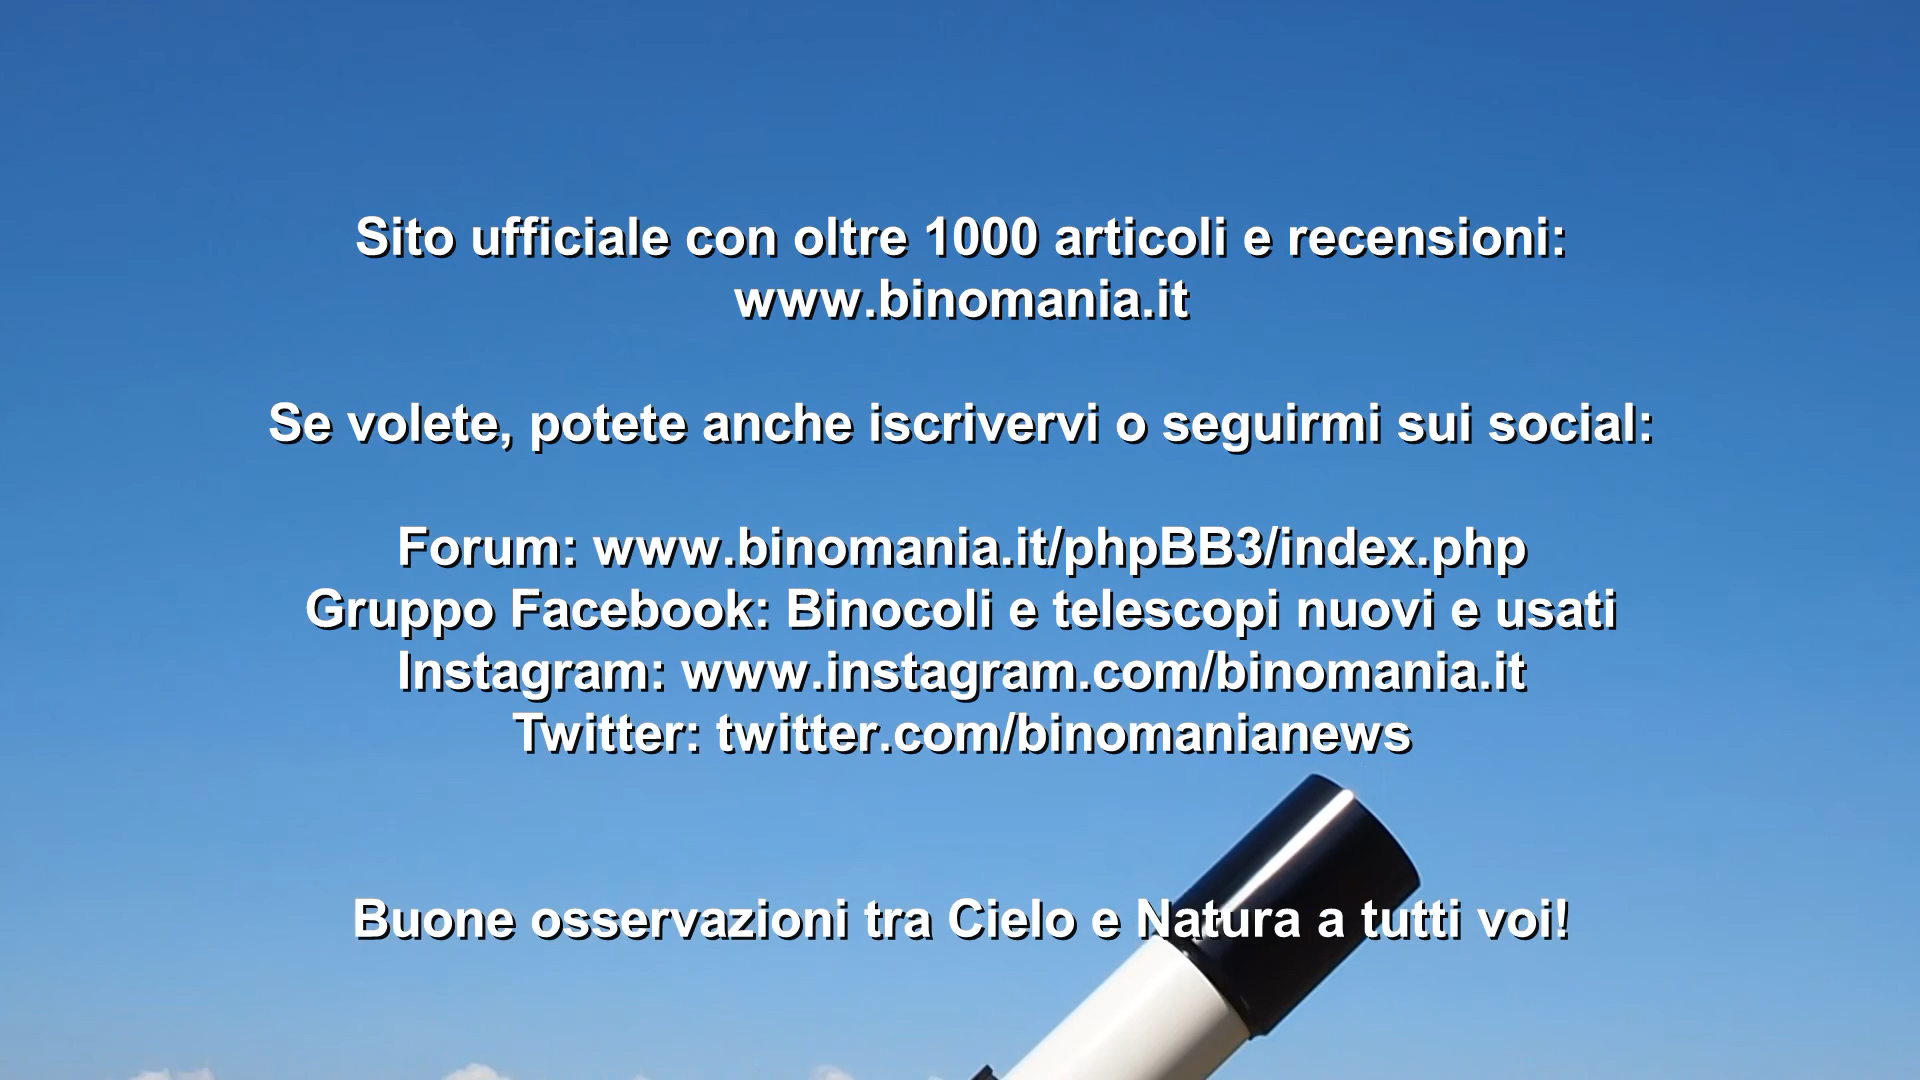 Sito ufficiale con oltre 1000 articoli e recensioni:
www.binomania.it
Se volete, potete anche iscrivervi o seguirmi sui social:
Forum: www.binomania.it/phpBB3/index.php
Gruppo Facebook: Binocoli e telescopi nuovi e usati
Instagram: www.instagram.com/binomania.it
Twitter: twitter.com/binomanianews
Buone osservazioni tra Cielo e Natura a tutti voi!